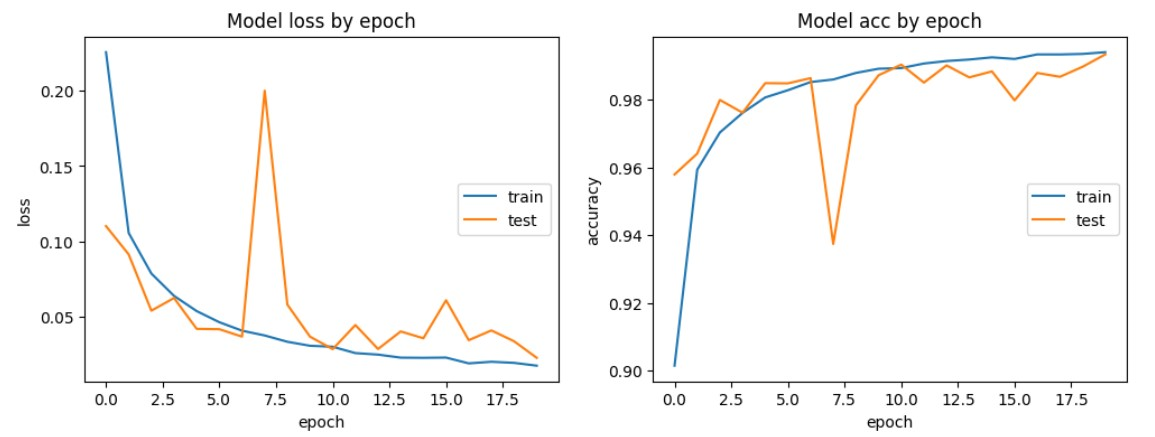 Model loss by epoch
0.20
0.15
0.10
0.05
loss
train
test
0.0 2.5 5.0 7.5 10.0 12.5 15.0 17.5
epoch
Model acc by epoch
0.98
0.96
0.94
0.92
0.90
accuracy
train
test
0.0 2.5 5.0 7.5 10.0 12.5 15.0 17.5
epoch